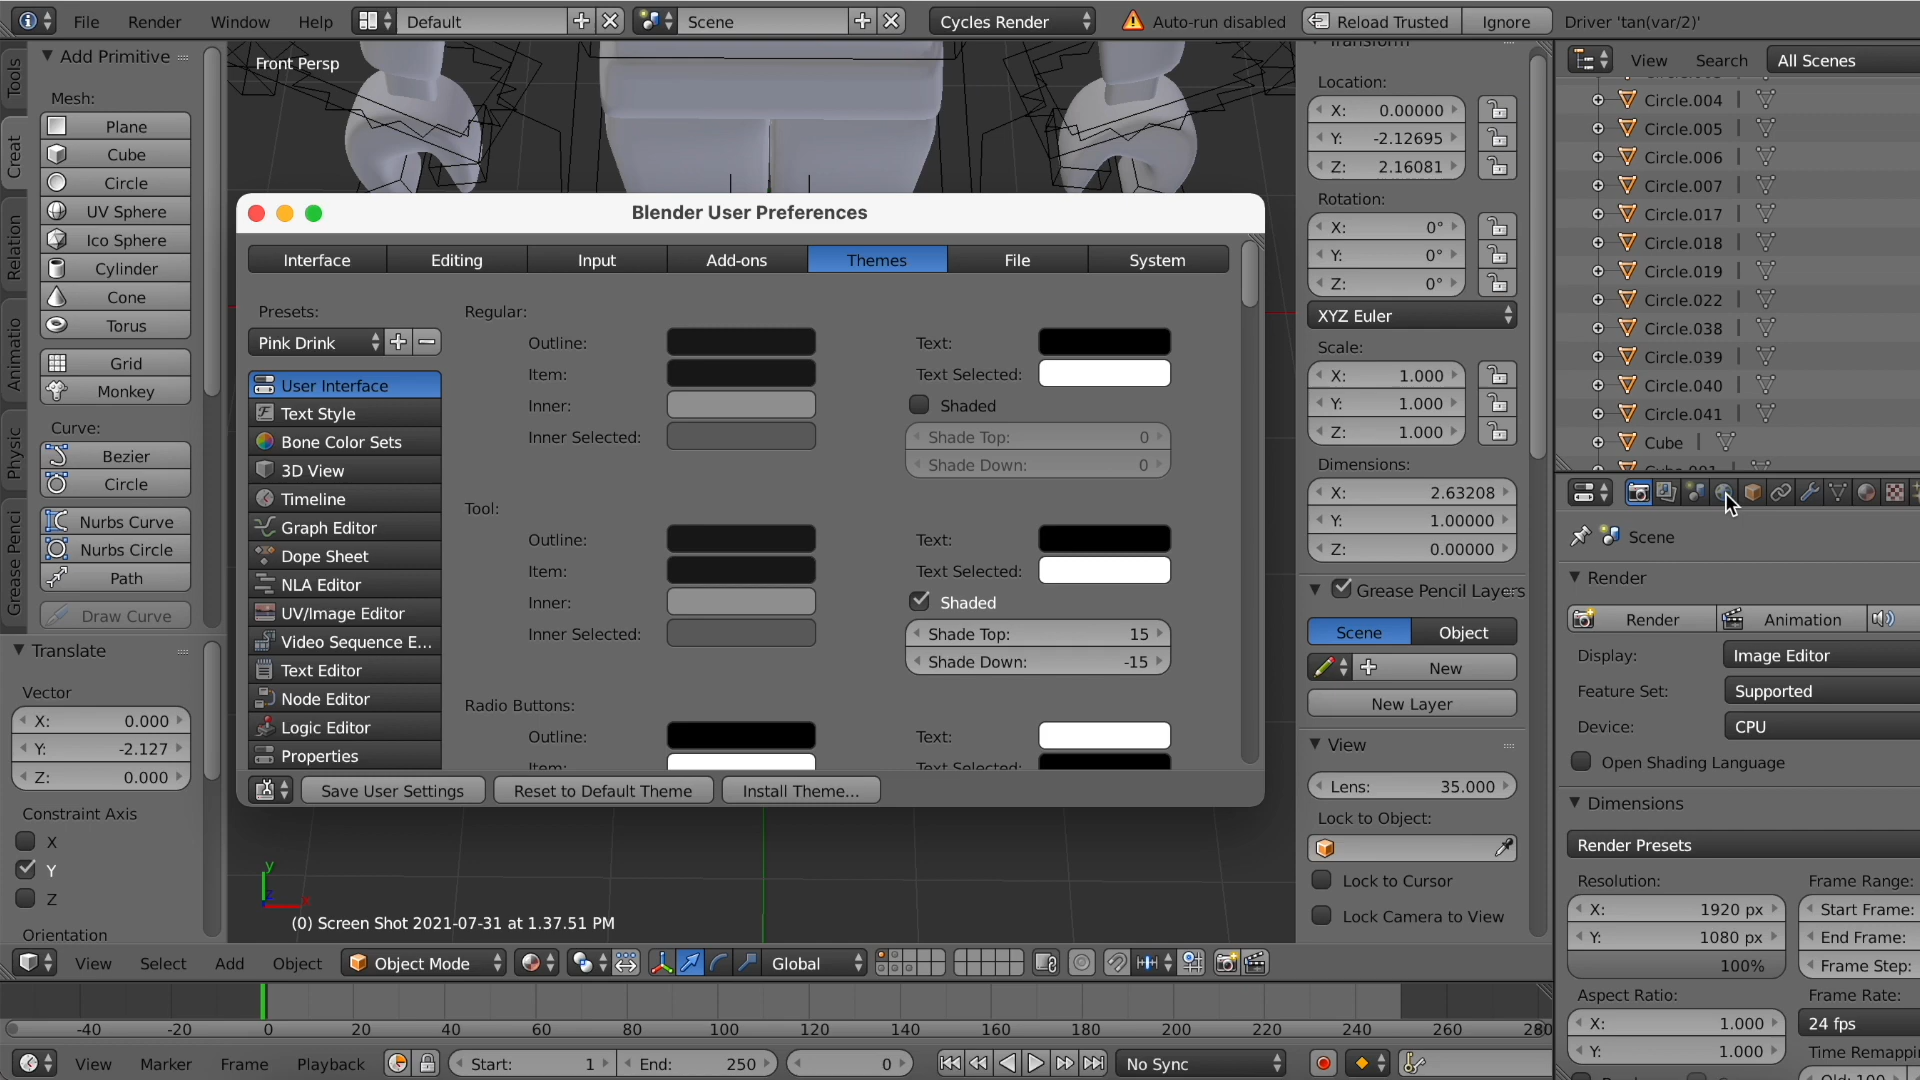 File Render Window Help Default Scene Cycles Render Auto-run disabled Reload Trusted Ignore Driver 'tan(var/2)'
Tools
Creat
Relation
Animatio
Physic
Grease Penci
Add Primitive
Mesh:
Plane
Cube
Circle
UV Sphere
Ico Sphere
Cylinder
Cone
Torus
Grid
Monkey
Curve:
Bezier
Circle
Nurbs Curve
Nurbs Circle
Path
Draw Curve
Translate
Vector
X: 0.000
Y: -2.127
Z: 0.000
Constraint Axis
X
Y
Z
Orientation
Front Persp
Blender User Preferences
Interface Editing Input Add-ons Themes File System
Presets:
Pink Drink
User Interface
Text Style
Bone Color Sets
3D View
Timeline
Graph Editor
Dope Sheet
NLA Editor
UV/Image Editor
Video Sequence E...
Text Editor
Node Editor
Logic Editor
Properties
Regular:
Outline: Text:
Item: Text Selected:
Inner: Shaded
Inner Selected: Shade Top: 0
Shade Down: 0
Tool:
Outline: Text:
Item: Text Selected:
Inner: Shaded
Inner Selected: Shade Top: 15
Shade Down: -15
Radio Buttons:
Outline: Text:
Item: Text Selected:
Save User Settings Reset to Default Theme Install Theme...
y
x
z
(0) Screen Shot 2021-07-31 at 1.37.51 PM
Transform
Location:
X: 0.00000
Y: -2.12695
Z: 2.16081
Rotation:
X: 0°
Y: 0°
Z: 0°
XYZ Euler
Scale:
X: 1.000
Y: 1.000
Z: 1.000
Dimensions:
X: 2.63208
Y: 1.00000
Z: 0.00000
Grease Pencil Layers
Scene Object
New
New Layer
View
Lens: 35.000
Lock to Object:
Lock to Cursor
Lock Camera to View
View Search All Scenes
Circle.004
Circle.005
Circle.006
Circle.007
Circle.017
Circle.018
Circle.019
Circle.022
Circle.038
Circle.039
Circle.040
Circle.041
Cube
Cube.001
Scene
Render
Render Animation
Display: Image Editor
Feature Set: Supported
Device: CPU
Open Shading Language
Dimensions
Render Presets
Resolution: Frame Range:
X: 1920 px Start Frame:
Y: 1080 px End Frame:
100% Frame Step:
Aspect Ratio: Frame Rate:
X: 1.000 24 fps
Y: 1.000 Time Remappi
View Select Add Object Object Mode Global
-40 -20 0 20 40 60 80 100 120 140 160 180 200 220 240 260 280
View Marker Frame Playback Start: 1 End: 250 0 No Sync